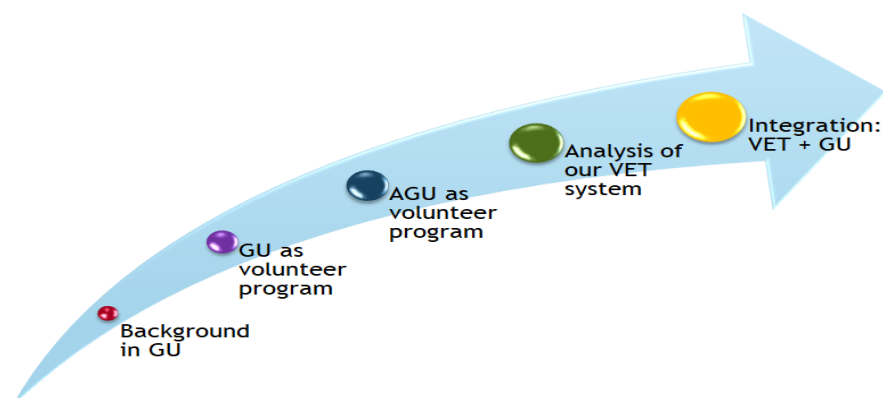 Background
in GU
GU as
volunteer
program
AGU as
volunteer
program
Analysis of
our VET
system
Integration:
VET + GU